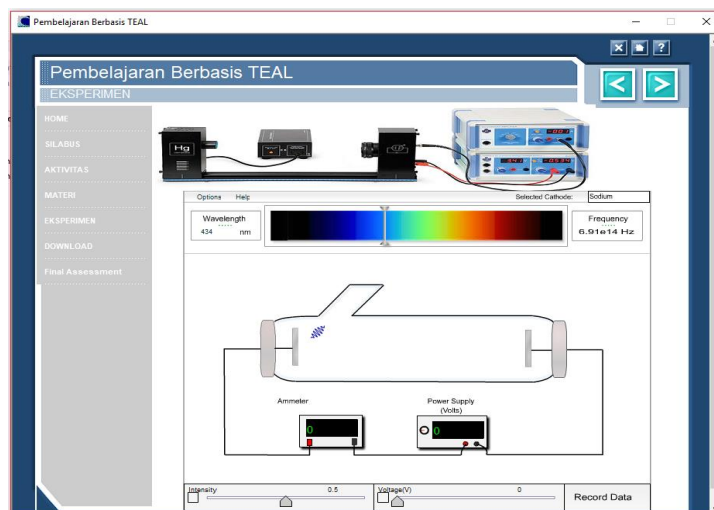 Pembelajaran Berbasis TEAL
Pembelajaran Berbasis TEAL
EKSPERIMEN
HOME
SILABUS
AKTIVITAS
MATERI
EKSPERIMEN
DOWNLOAD
Final Assessment
Hg
Options Help Selected Cathode: Sodium
Wavelength
434 nm
Frequency
6.91e14 Hz
Ammeter
0
Power Supply
(Volts)
0
Intensity 0.5
Voltage(V) 0
Record Data